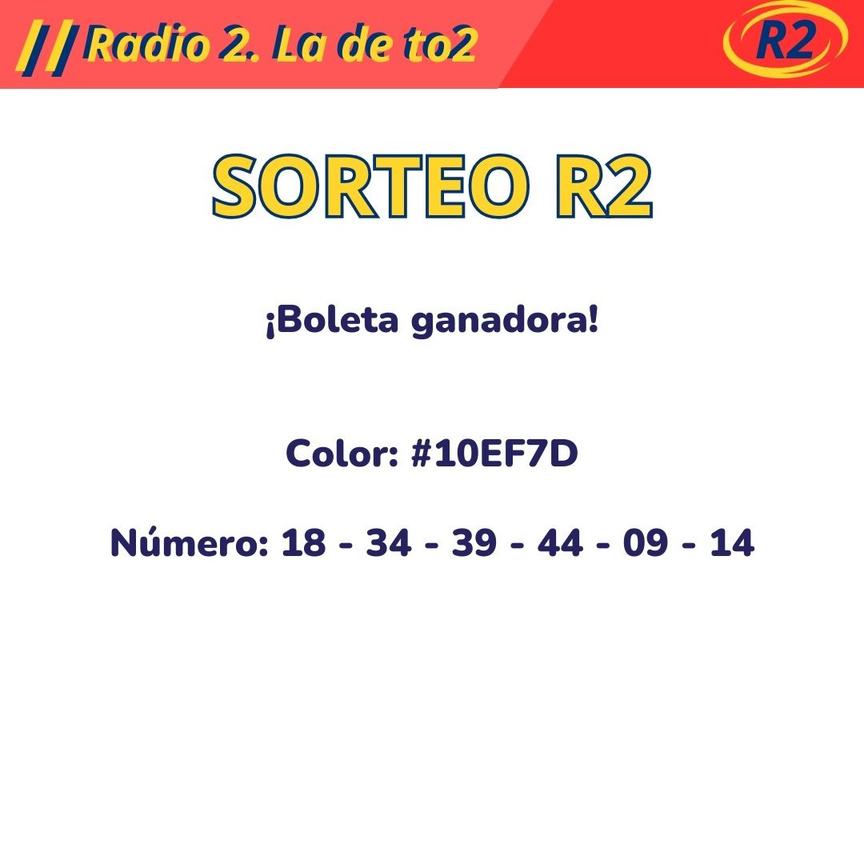 //Radio 2. La de to2
R2
SORTEO R2
¡Boleta ganadora!
Color: #10EF7D
Número: 18 - 34 - 39 - 44 - 09 - 14